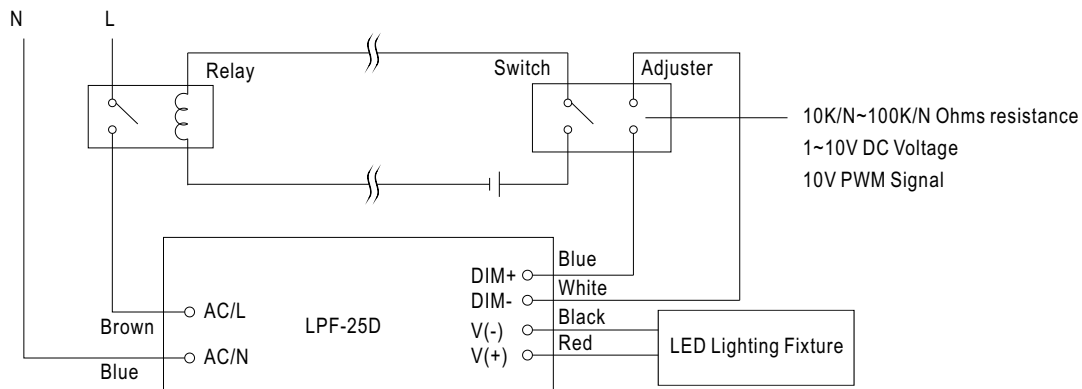 N L
Relay
Switch
Adjuster
10K/N~100K/N Ohms resistance
1~10V DC Voltage
10V PWM Signal
DIM+
Blue
DIM-
White
AC/L
Brown
LPF-25D
V(-)
Black
V(+)
Red
LED Lighting Fixture
AC/N
Blue